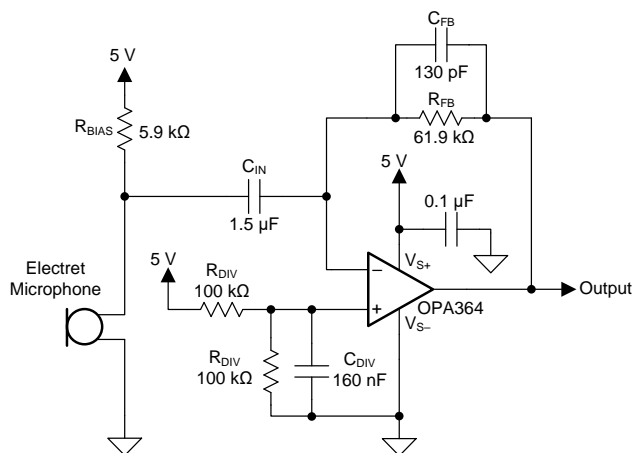 C_FB
130 pF
5 V
R_FB
R_BIAS
5.9 kΩ
61.9 kΩ
C_IN
5 V
1.5 µF
0.1 µF
Electret
Microphone
5 V
R_DIV
100 kΩ
−
+
V_S+
OPA364
V_S−
Output
R_DIV
100 kΩ
C_DIV
160 nF